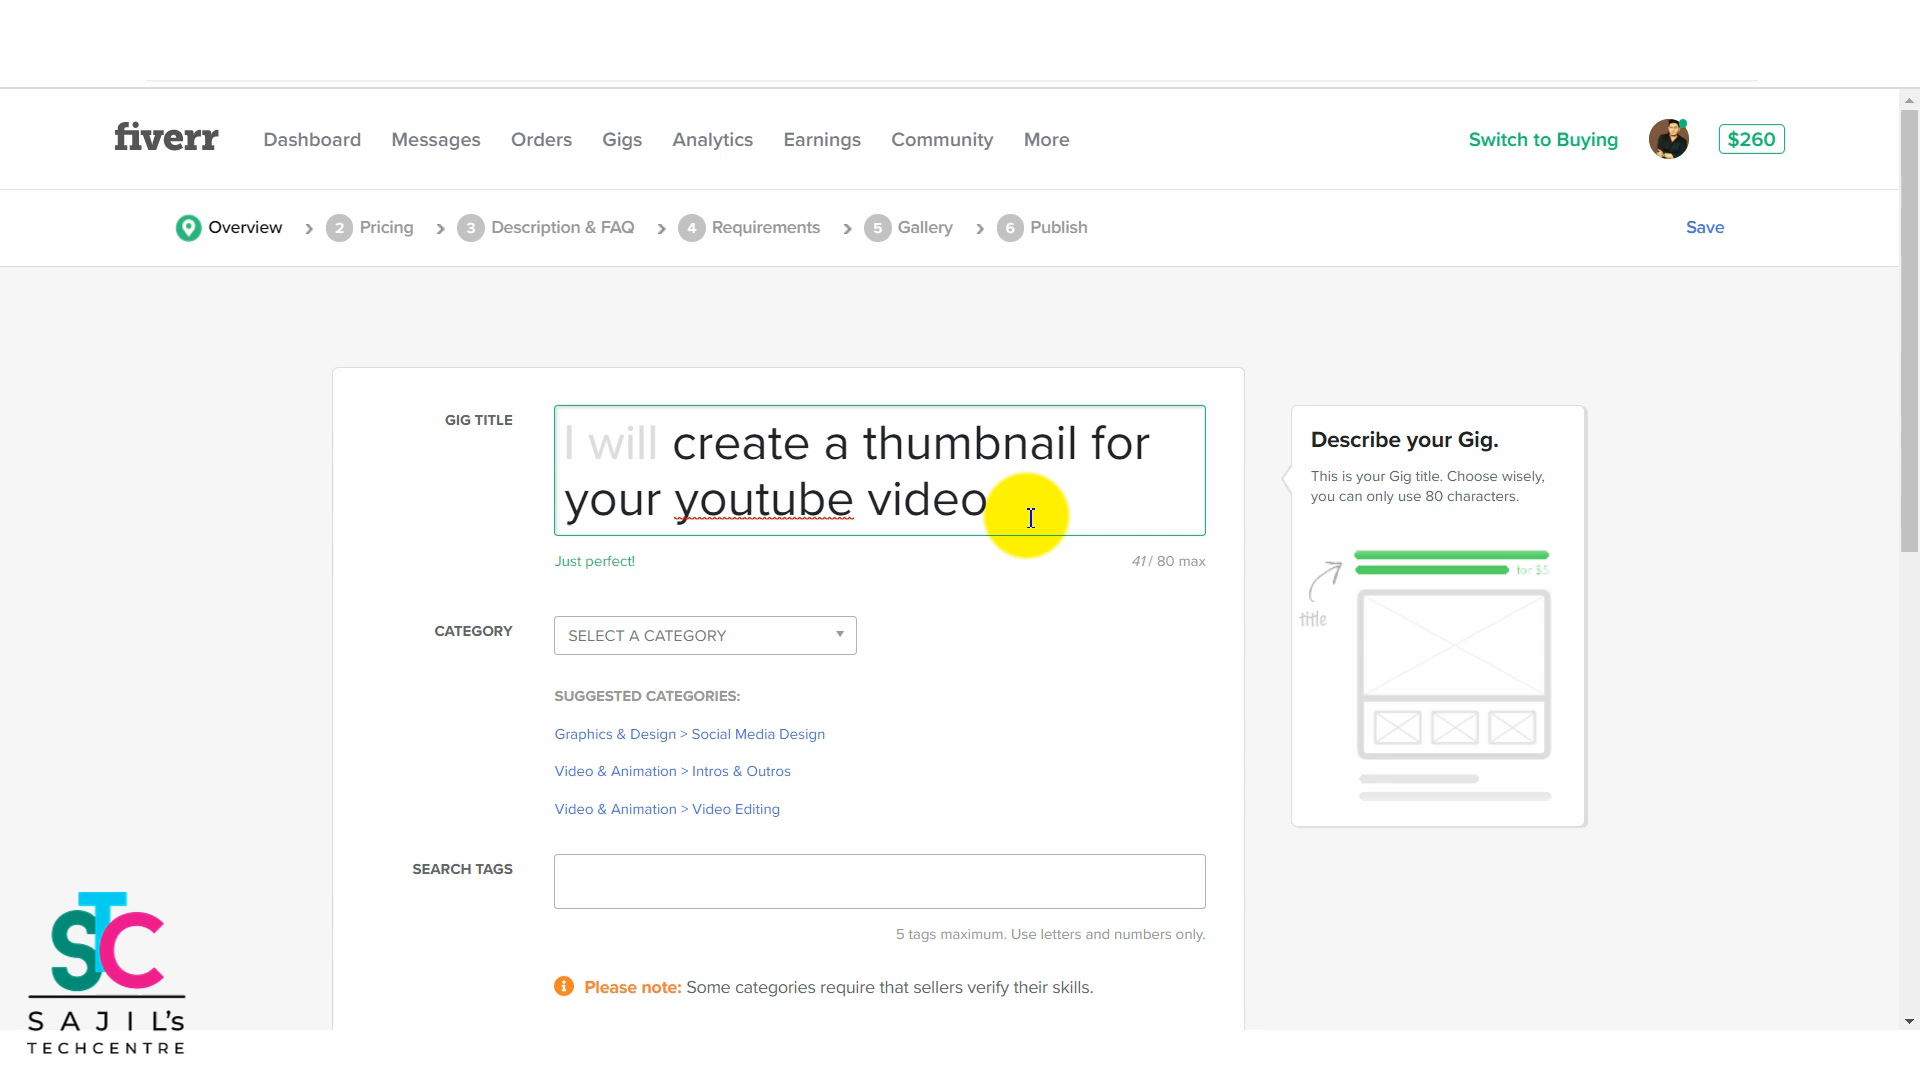 fiverr Dashboard Messages Orders Gigs Analytics Earnings Community More Switch to Buying $260
Overview > 2 Pricing > 3 Description & FAQ > 4 Requirements > 5 Gallery > 6 Publish Save
GIG TITLE
I will create a thumbnail for
your youtube video
Just perfect! 41 / 80 max
Describe your Gig.
This is your Gig title. Choose wisely,
you can only use 80 characters.
for $5
title
CATEGORY
SELECT A CATEGORY
SUGGESTED CATEGORIES:
Graphics & Design > Social Media Design
Video & Animation > Intros & Outros
Video & Animation > Video Editing
SEARCH TAGS
5 tags maximum. Use letters and numbers only.
Please note: Some categories require that sellers verify their skills.
STC
SAJIL's
TECHCENTRE